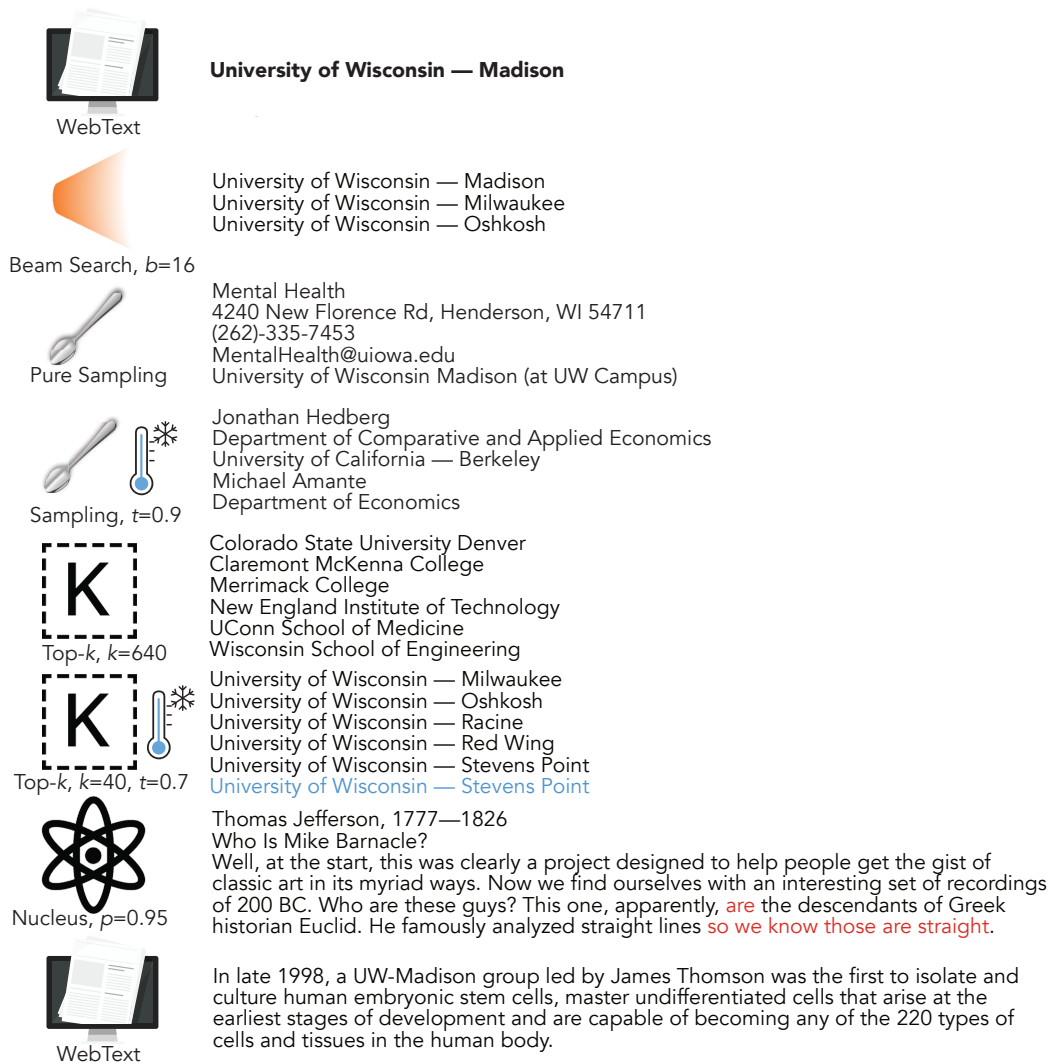 University of Wisconsin — Madison
WebText
University of Wisconsin — Madison
University of Wisconsin — Milwaukee
University of Wisconsin — Oshkosh
Beam Search, b=16
Mental Health
4240 New Florence Rd, Henderson, WI 54711
(262)-335-7453
MentalHealth@uiowa.edu
University of Wisconsin Madison (at UW Campus)
Pure Sampling
Jonathan Hedberg
Department of Comparative and Applied Economics
University of California — Berkeley
Michael Amante
Department of Economics
Sampling, t=0.9
Colorado State University Denver
Claremont McKenna College
Merrimack College
New England Institute of Technology
UConn School of Medicine
Wisconsin School of Engineering
K
Top-k, k=640
University of Wisconsin — Milwaukee
University of Wisconsin — Oshkosh
University of Wisconsin — Racine
University of Wisconsin — Red Wing
University of Wisconsin — Stevens Point
University of Wisconsin — Stevens Point
K
Top-k, k=40, t=0.7
Thomas Jefferson, 1777—1826
Who Is Mike Barnacle?
Well, at the start, this was clearly a project designed to help people get the gist of
classic art in its myriad ways. Now we find ourselves with an interesting set of recordings
of 200 BC. Who are these guys? This one, apparently, are the descendants of Greek
historian Euclid. He famously analyzed straight lines so we know those are straight.
Nucleus, p=0.95
In late 1998, a UW-Madison group led by James Thomson was the first to isolate and
culture human embryonic stem cells, master undifferentiated cells that arise at the
earliest stages of development and are capable of becoming any of the 220 types of
cells and tissues in the human body.
WebText